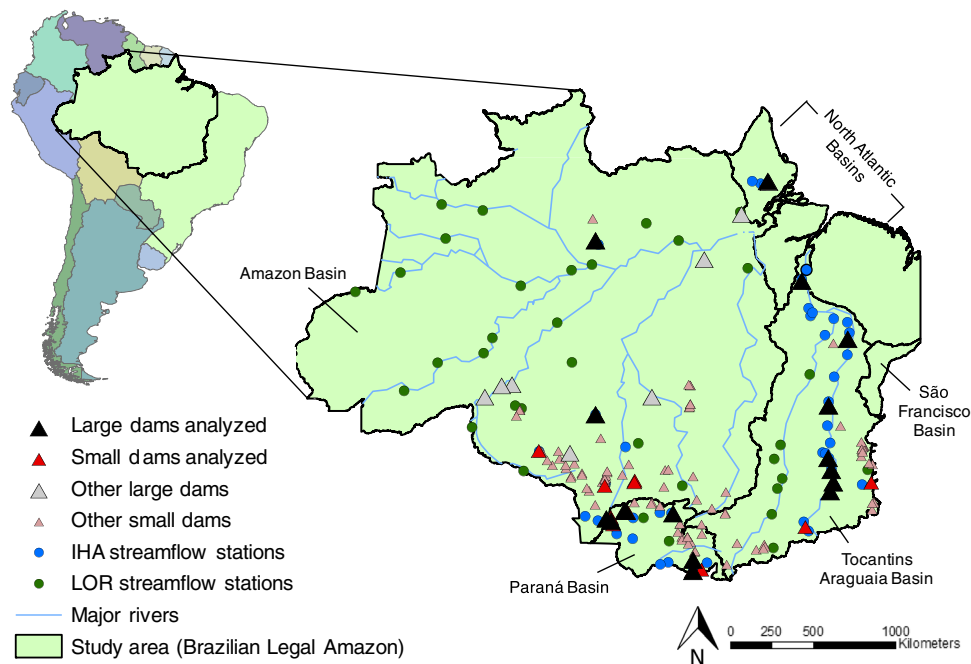 North Atlantic
Basins
Amazon Basin
São
Francisco
Basin
Tocantins
Araguaia Basin
Paraná Basin
Large dams analyzed
Small dams analyzed
Other large dams
Other small dams
IHA streamflow stations
LOR streamflow stations
Major rivers
Study area (Brazilian Legal Amazon)
N
0 250 500 1000
Kilometers